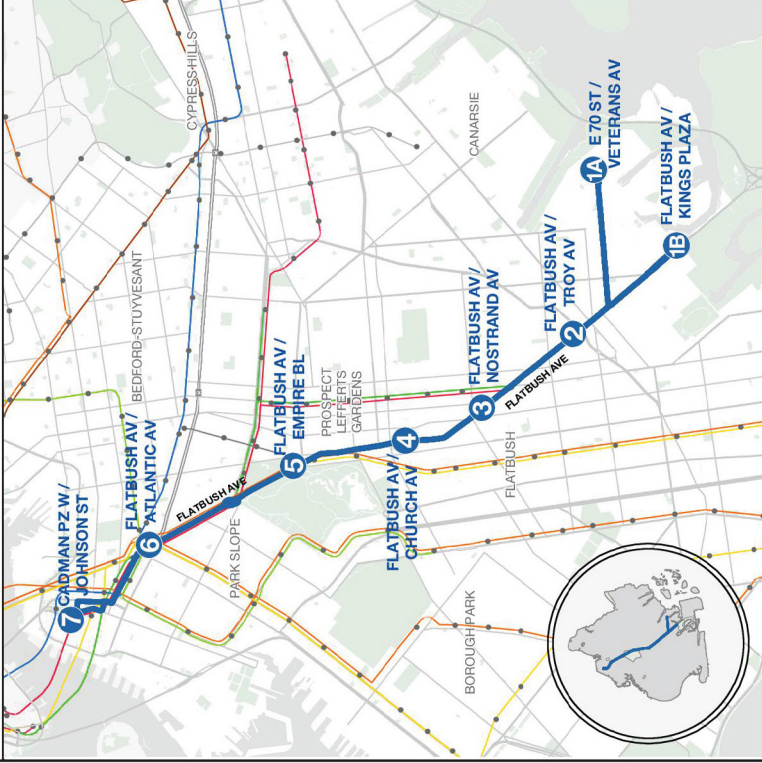 CYPRESS HILLS
BEDFORD-STUYVESANT
CANARSIE
7
CADMAN PZ W /
JOHNSON ST
6
FLATBUSH AV /
ATLANTIC AV
FLATBUSH AVE
PARK SLOPE
5
FLATBUSH AV /
EMPIRE BL
PROSPECT
LEFFERTS
GARDENS
4
FLATBUSH AV /
CHURCH AV
3
FLATBUSH AV /
NOSTRAND AV
FLATBUSH AVE
FLATBUSH
2
FLATBUSH AV /
TROY AV
1A
E 70 ST /
VETERANS AV
1B
FLATBUSH AV /
KINGS PLAZA
BOROUGH PARK